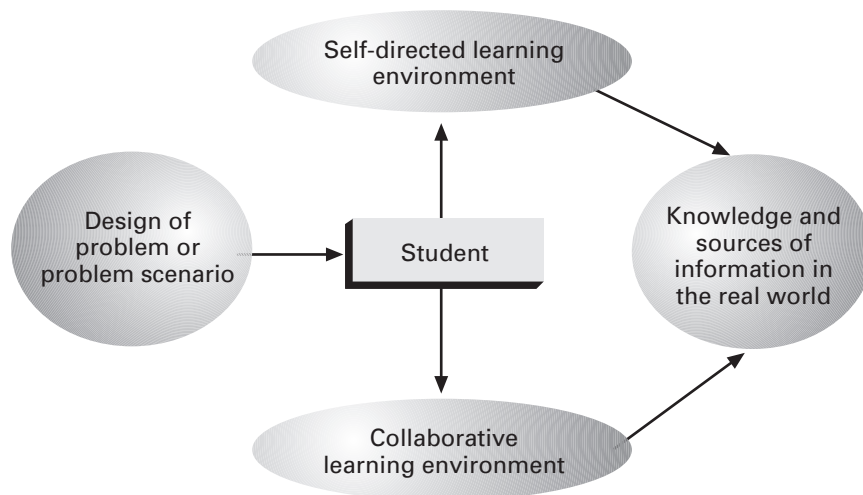 Self-directed learning
environment
Design of
problem or
problem scenario
Student
Knowledge and
sources of
information in
the real world
Collaborative
learning environment